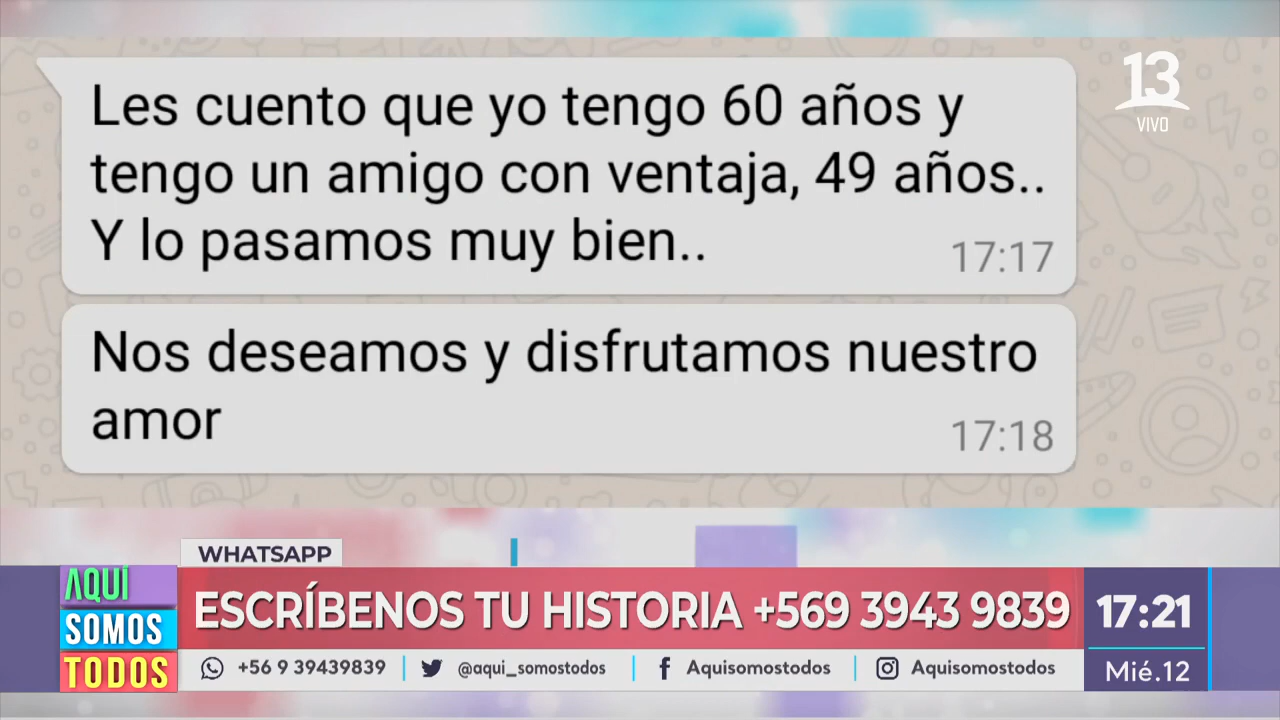 Les cuento que yo tengo 60 años y
tengo un amigo con ventaja, 49 años..
Y lo pasamos muy bien..
17:17
Nos deseamos y disfrutamos nuestro
amor
17:18
13
VIVO
WHATSAPP
AQUÍ
SOMOS
TODOS
ESCRÍBENOS TU HISTORIA +569 3943 9839
17:21
+56 9 39439839
@aqui_somostodos
Aquisomostodos
Aquisomostodos
Mié.12